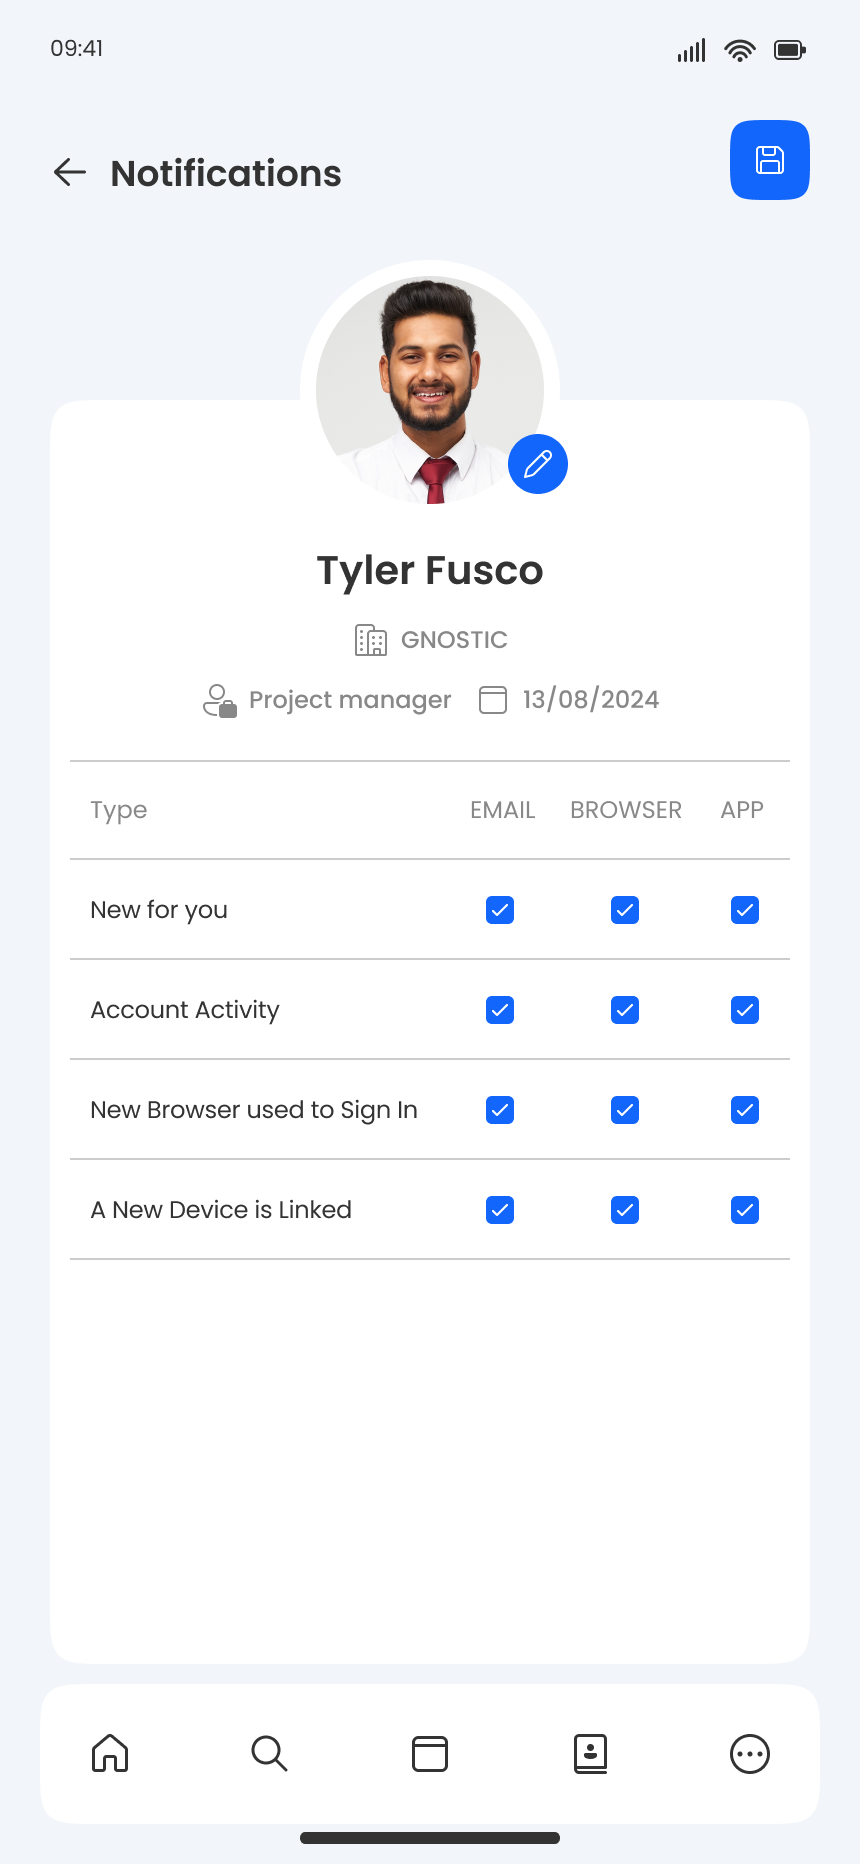 09:41
Notifications
Tyler Fusco
GNOSTIC
Project manager 13/08/2024
Type EMAIL BROWSER APP
New for you
Account Activity
New Browser used to Sign In
A New Device is Linked